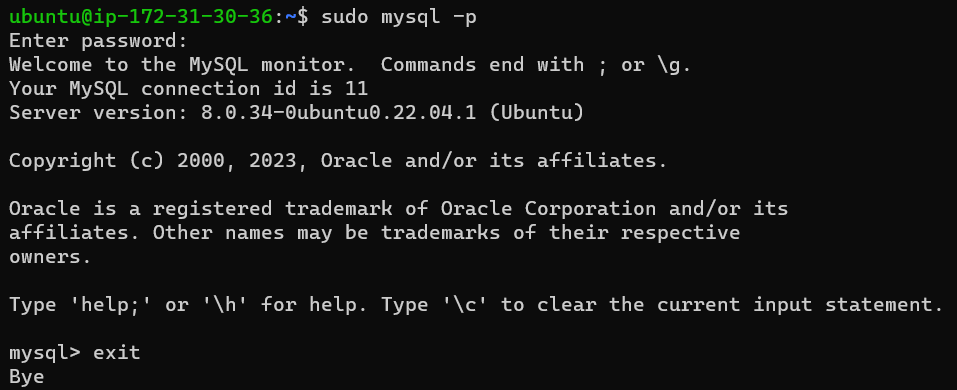 ubuntu@ip-172-31-30-36:~$ sudo mysql -p
Enter password:
Welcome to the MySQL monitor.  Commands end with ; or \g.
Your MySQL connection id is 11
Server version: 8.0.34-0ubuntu0.22.04.1 (Ubuntu)

Copyright (c) 2000, 2023, Oracle and/or its affiliates.

Oracle is a registered trademark of Oracle Corporation and/or its
affiliates. Other names may be trademarks of their respective
owners.

Type 'help;' or '\h' for help. Type '\c' to clear the current input statement.

mysql> exit
Bye